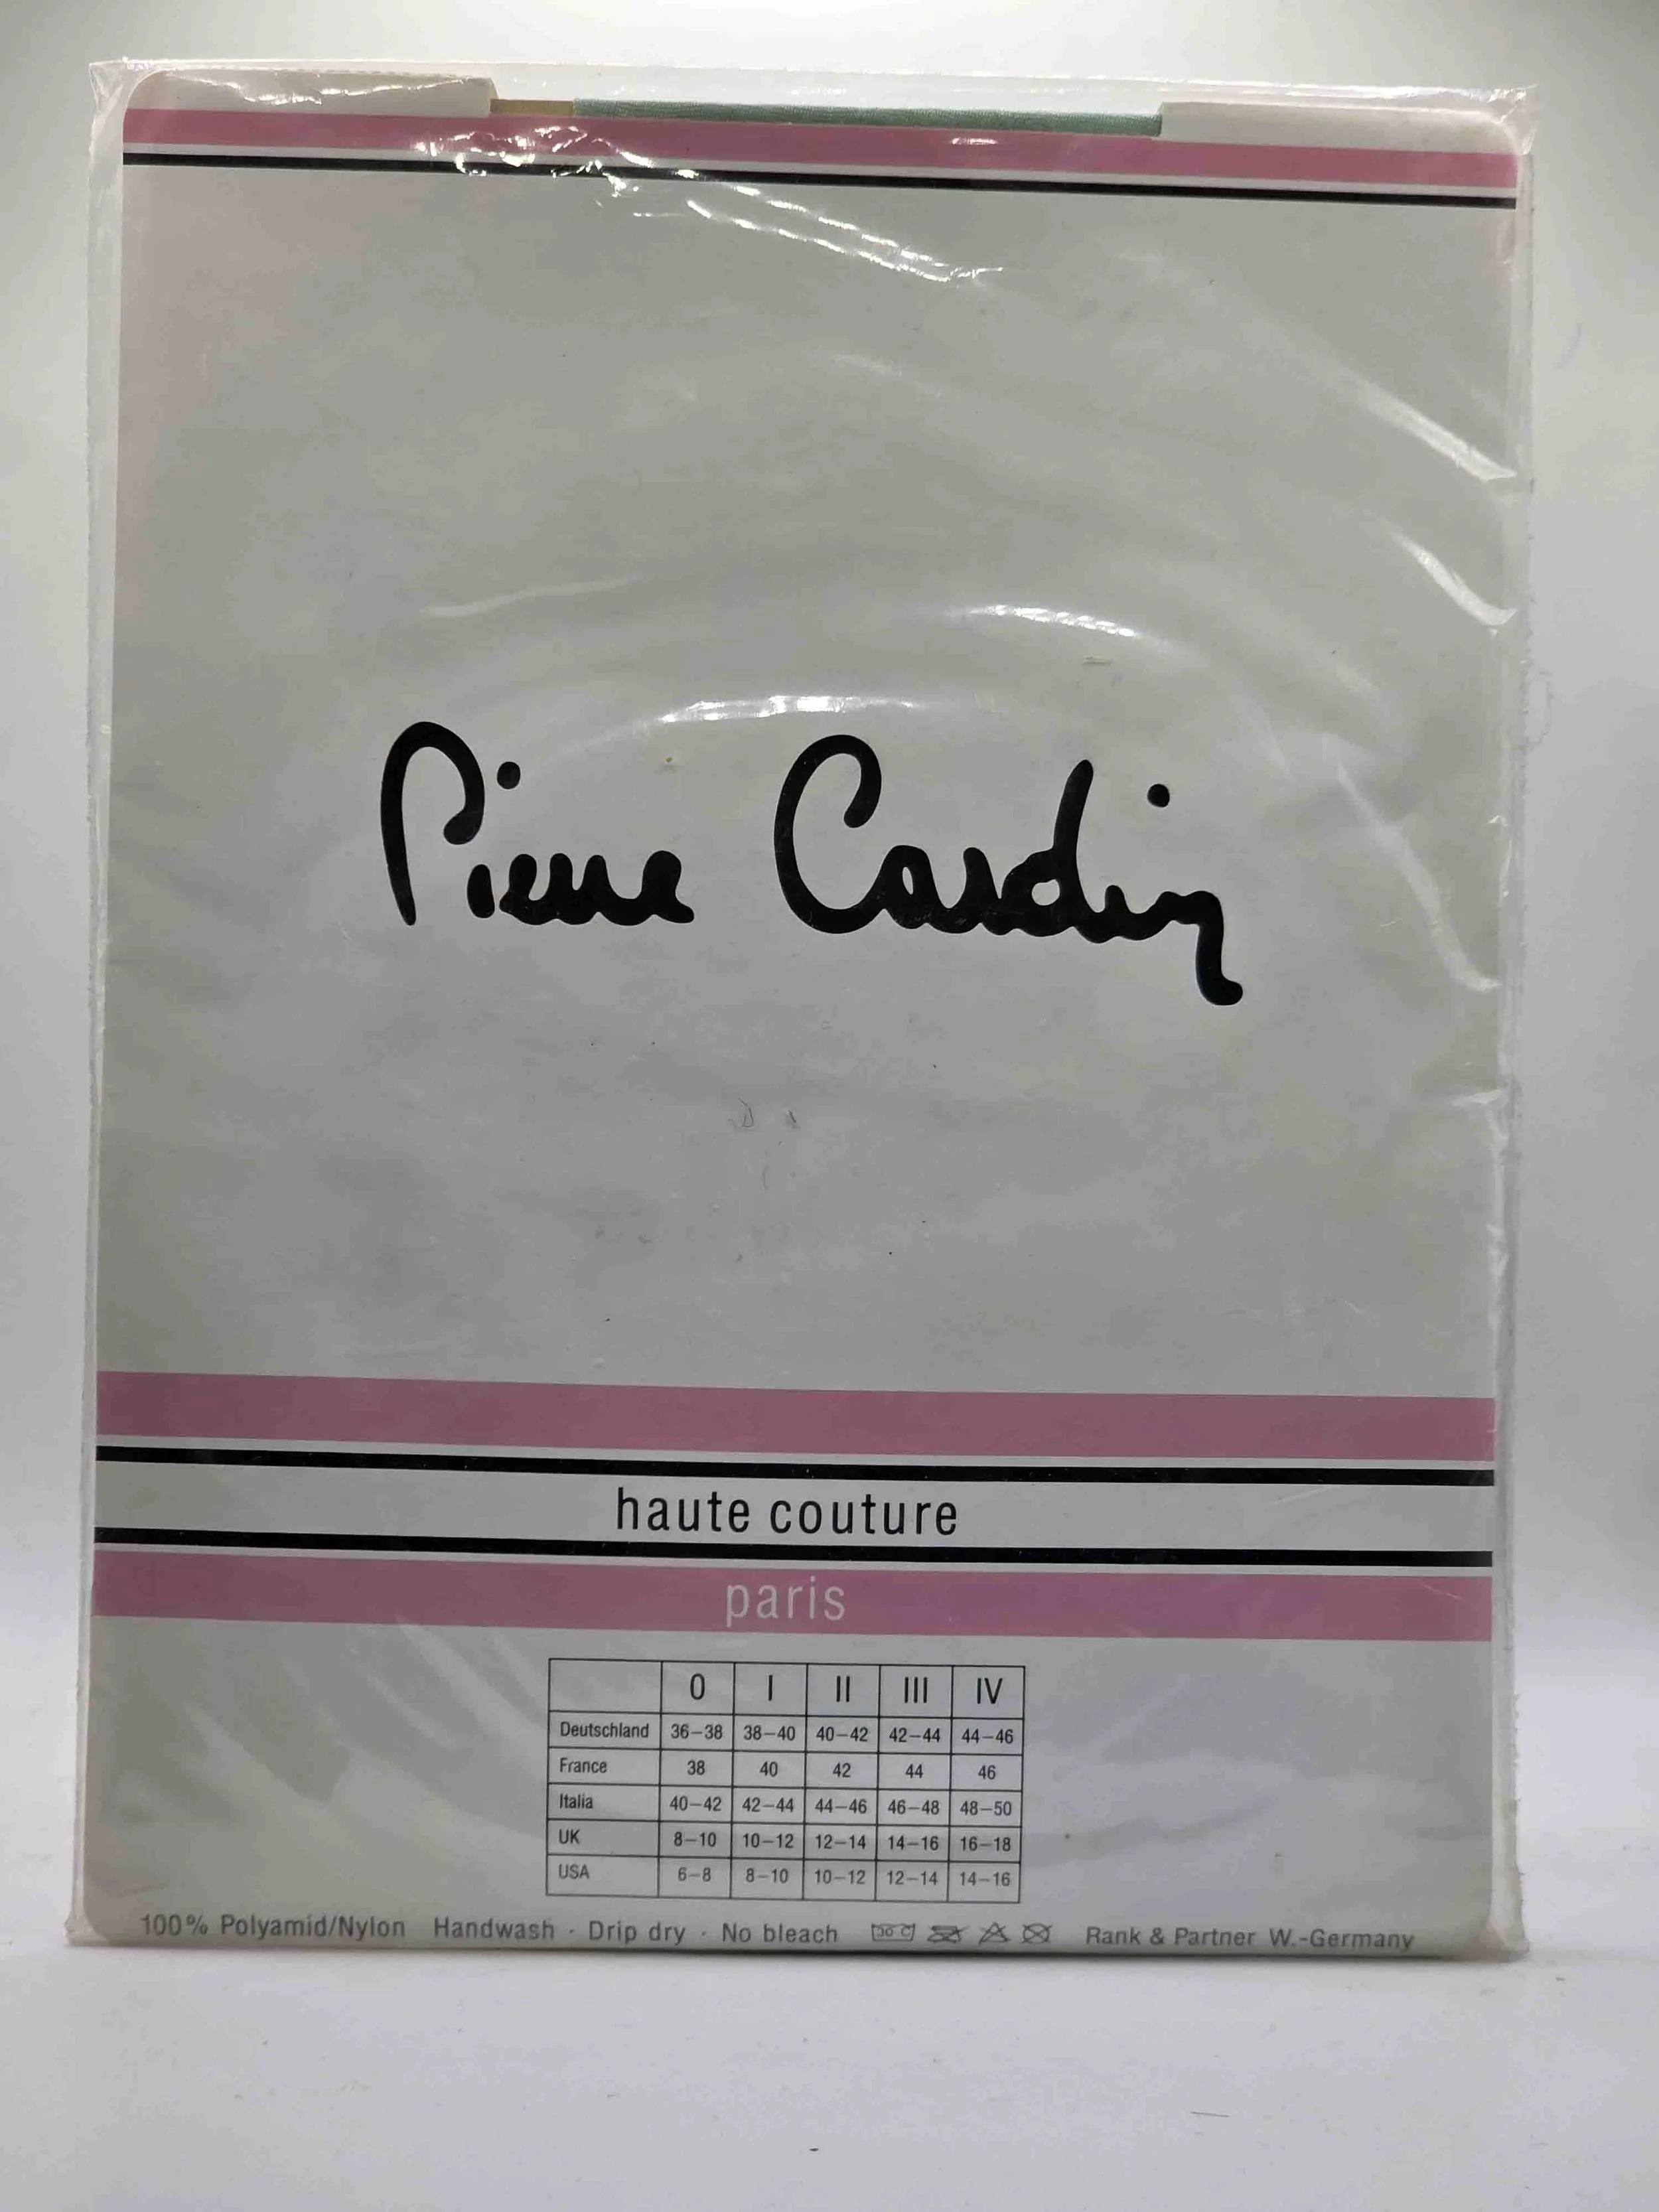 Pierre Cardin
haute couture
paris
0 I II III IV
Deutschland 36–38 38–40 40–42 42–44 44–46
France 38 40 42 44 46
Italia 40–42 42–44 44–46 46–48 48–50
UK 8–10 10–12 12–14 14–16 16–18
USA 6–8 8–10 10–12 12–14 14–16
100% Polyamid/Nylon Handwash · Drip dry · No bleach 30°C Rank & Partner W.-Germany